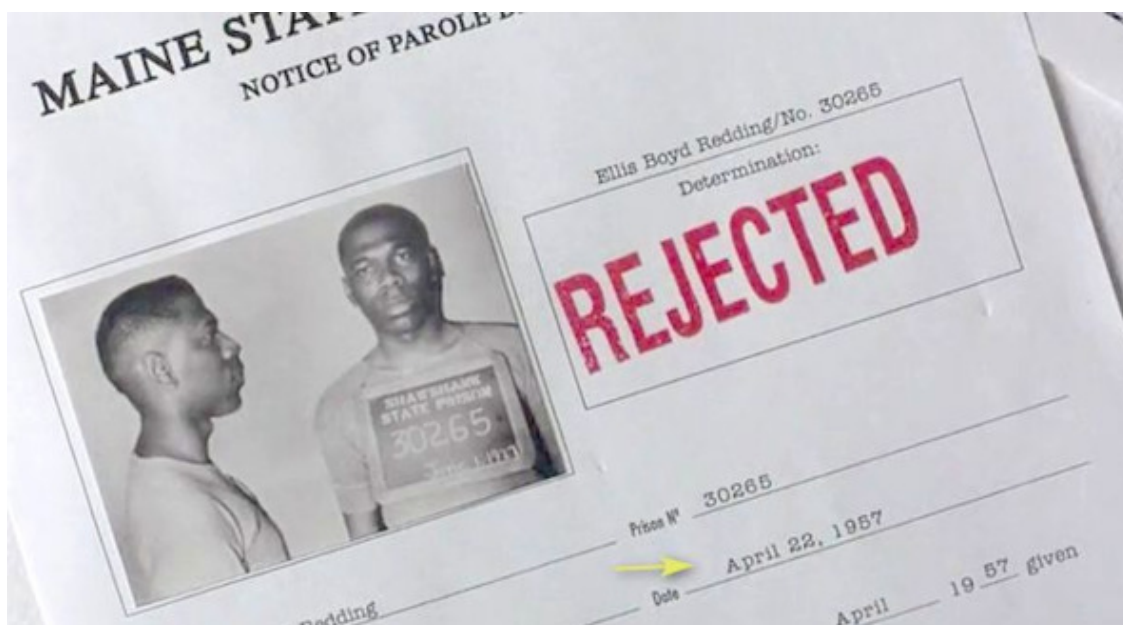 MAINE STAT
NOTICE OF PAROLE
Ellis Boyd Redding/No. 30265
Determination:
REJECTED
SHAWSHANK
STATE PRISON
30265
Prison Nº 30265
Redding
Date April 22, 1957
April 19 57 given